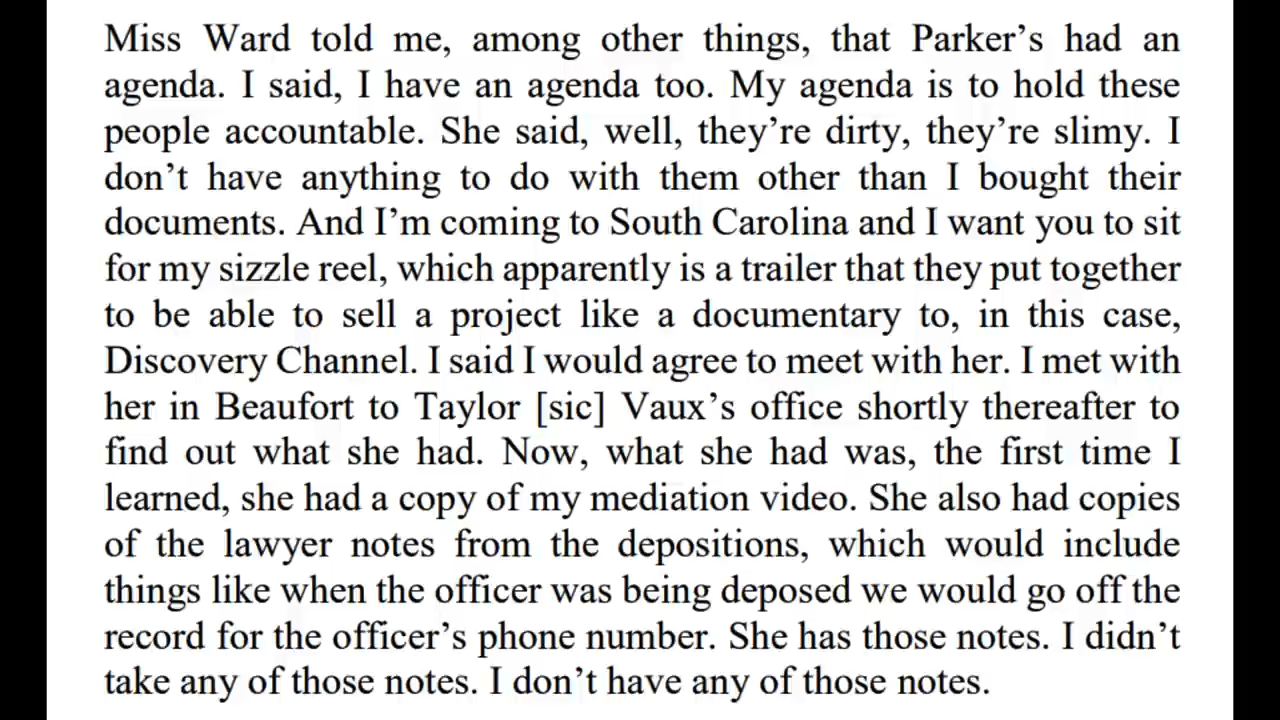 Miss Ward told me, among other things, that Parker’s had an
agenda. I said, I have an agenda too. My agenda is to hold these
people accountable. She said, well, they’re dirty, they’re slimy. I
don’t have anything to do with them other than I bought their
documents. And I’m coming to South Carolina and I want you to sit
for my sizzle reel, which apparently is a trailer that they put together
to be able to sell a project like a documentary to, in this case,
Discovery Channel. I said I would agree to meet with her. I met with
her in Beaufort to Taylor [sic] Vaux’s office shortly thereafter to
find out what she had. Now, what she had was, the first time I
learned, she had a copy of my mediation video. She also had copies
of the lawyer notes from the depositions, which would include
things like when the officer was being deposed we would go off the
record for the officer’s phone number. She has those notes. I didn’t
take any of those notes. I don’t have any of those notes.